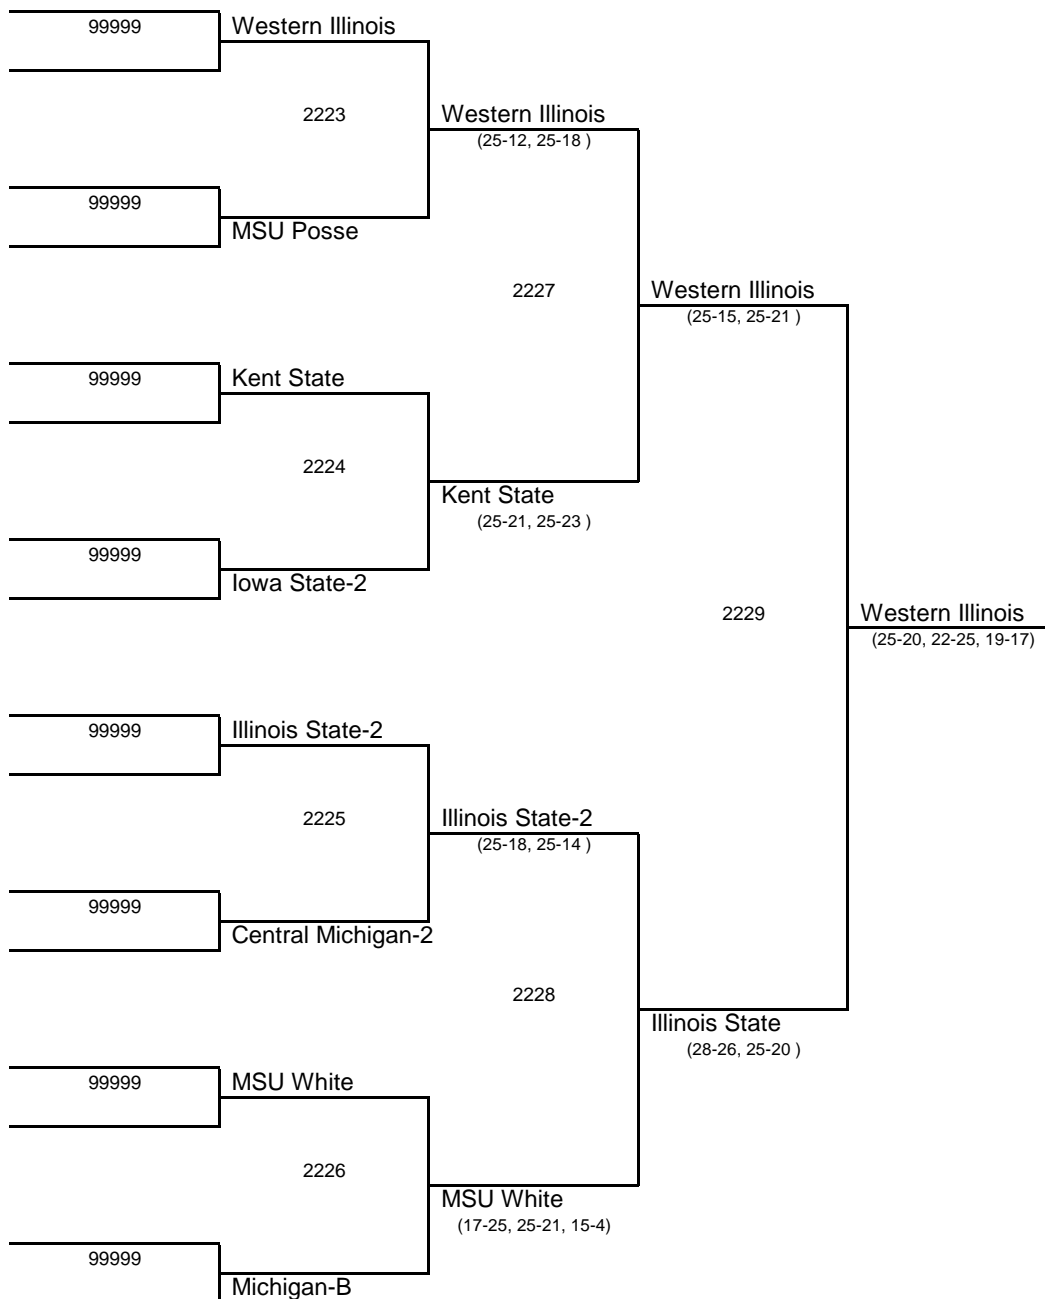 99999
Western Illinois
2223
Western Illinois
(25-12, 25-18 )
99999
MSU Posse
2227
Western Illinois
(25-15, 25-21 )
99999
Kent State
2224
Kent State
(25-21, 25-23 )
99999
Iowa State-2
2229
Western Illinois
(25-20, 22-25, 19-17)
99999
Illinois State-2
2225
Illinois State-2
(25-18, 25-14 )
99999
Central Michigan-2
2228
Illinois State
(28-26, 25-20 )
99999
MSU White
2226
MSU White
(17-25, 25-21, 15-4)
99999
Michigan-B